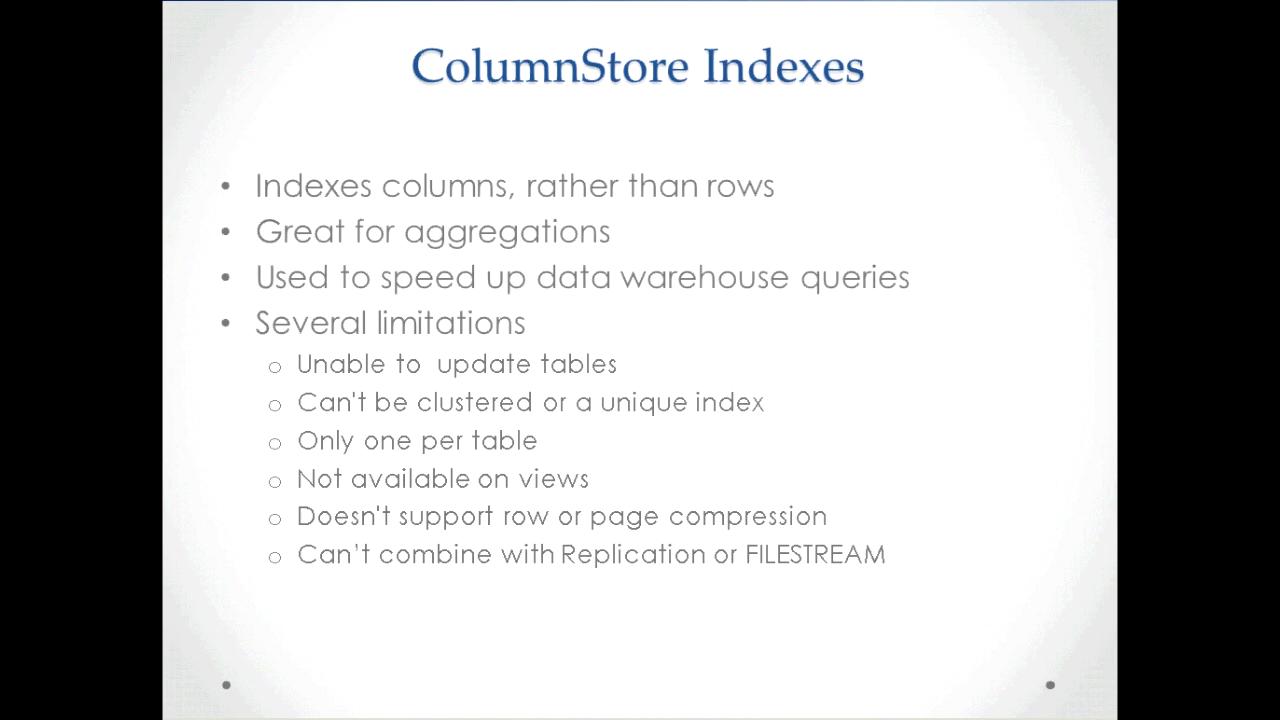 ColumnStore Indexes
• Indexes columns, rather than rows
• Great for aggregations
• Used to speed up data warehouse queries
• Several limitations
o Unable to  update tables
o Can't be clustered or a unique index
o Only one per table
o Not available on views
o Doesn't support row or page compression
o Can’t combine with Replication or FILESTREAM